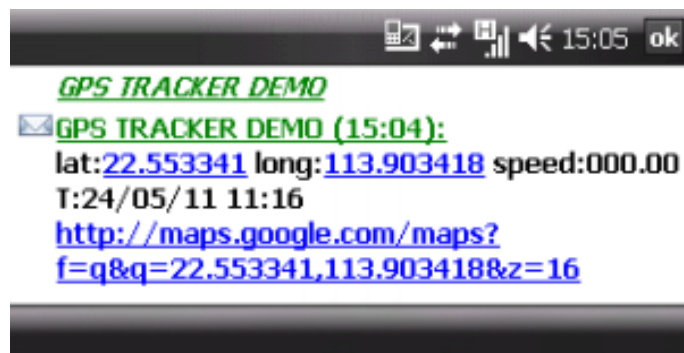 H 15:05 ok
GPS TRACKER DEMO
GPS TRACKER DEMO (15:04):
lat:22.553341 long:113.903418 speed:000.00
T:24/05/11 11:16
http://maps.google.com/maps?
f=q&q=22.553341,113.903418&z=16